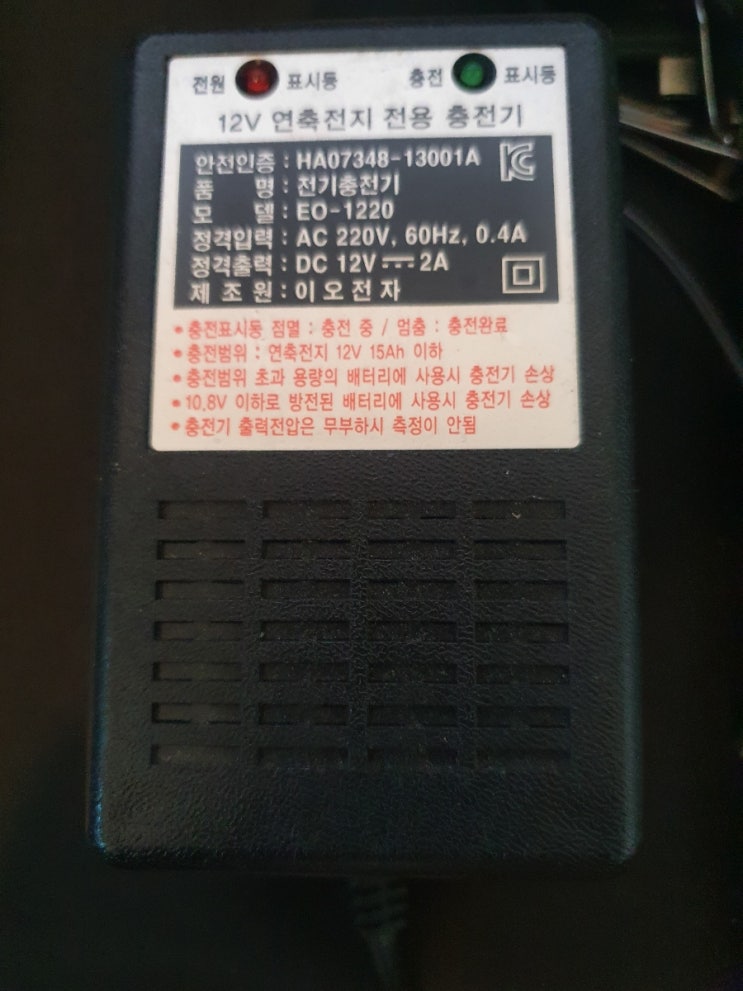 전원 표시등 충전 표시등
12V 연축전지 전용 충전기
안전인증 : HA07348-13001A
품 명 : 전기충전기
모 델 : EO-1220
정격입력 : AC 220V, 60Hz, 0.4A
정격출력 : DC 12V⎓2A
제 조 원 : 이오전자
•충전표시등 점멸 : 충전 중 / 멈춤 : 충전완료
•충전범위 : 연축전지 12V 15Ah 이하
•충전범위 초과 용량의 배터리에 사용시 충전기 손상
•10.8V 이하로 방전된 배터리에 사용시 충전기 손상
•충전기 출력전압은 무부하시 측정이 안됨